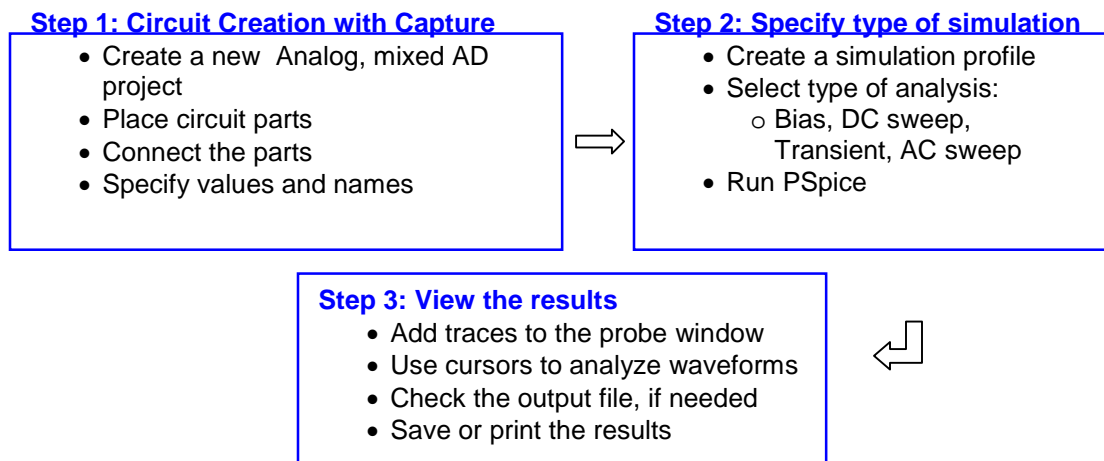 Step 1: Circuit Creation with Capture
• Create a new  Analog, mixed AD
project
• Place circuit parts
• Connect the parts
• Specify values and names
Step 2: Specify type of simulation
• Create a simulation profile
• Select type of analysis:
o Bias, DC sweep,
Transient, AC sweep
• Run PSpice
Step 3: View the results
• Add traces to the probe window
• Use cursors to analyze waveforms
• Check the output file, if needed
• Save or print the results